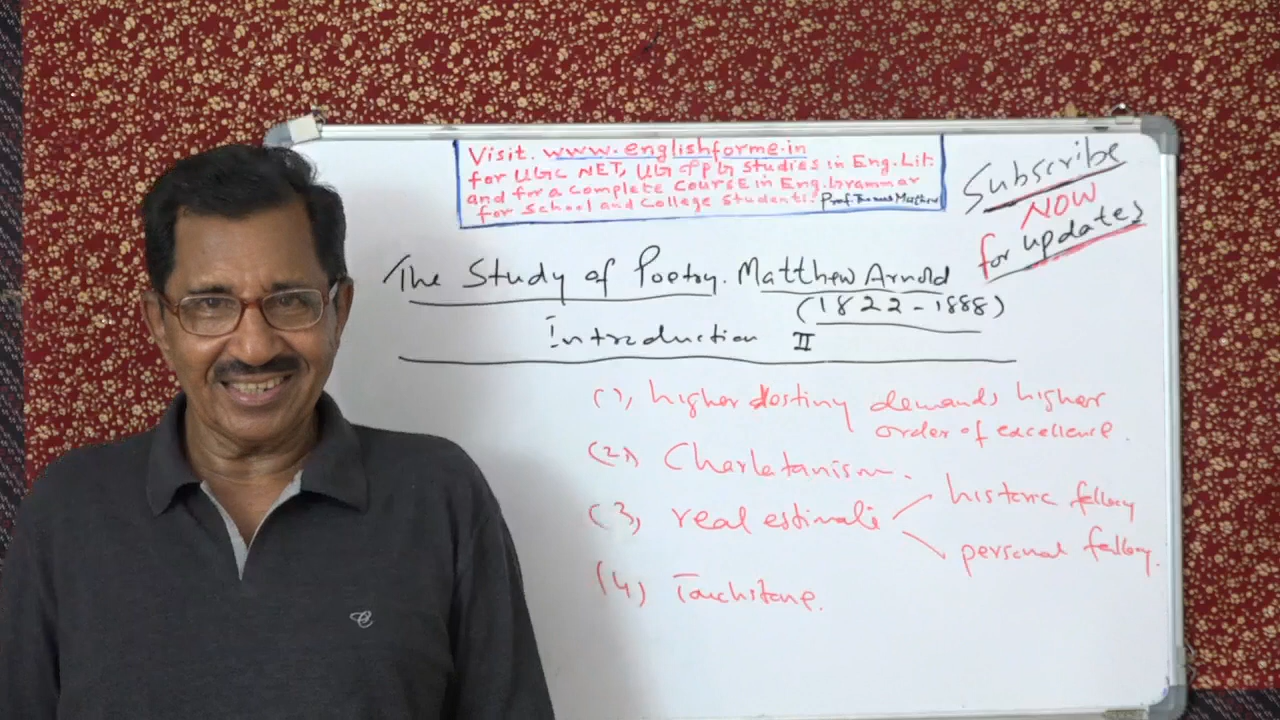 Visit. www.englishforme.in
for UGC NET, UG & PG studies in Eng. Lit.
and for a Complete Course in Eng. Grammar
for School and College Students. Prof. Thomas Mathew
Subscribe
NOW
for updates
The Study of Poetry. Matthew Arnold
(1822-1888)
Introduction II
(1), higher destiny demands higher
order of excellence.
(2), Charlatanism.
(3, real estimate historic fallacy
personal fallacy.
(4) Touchstone.